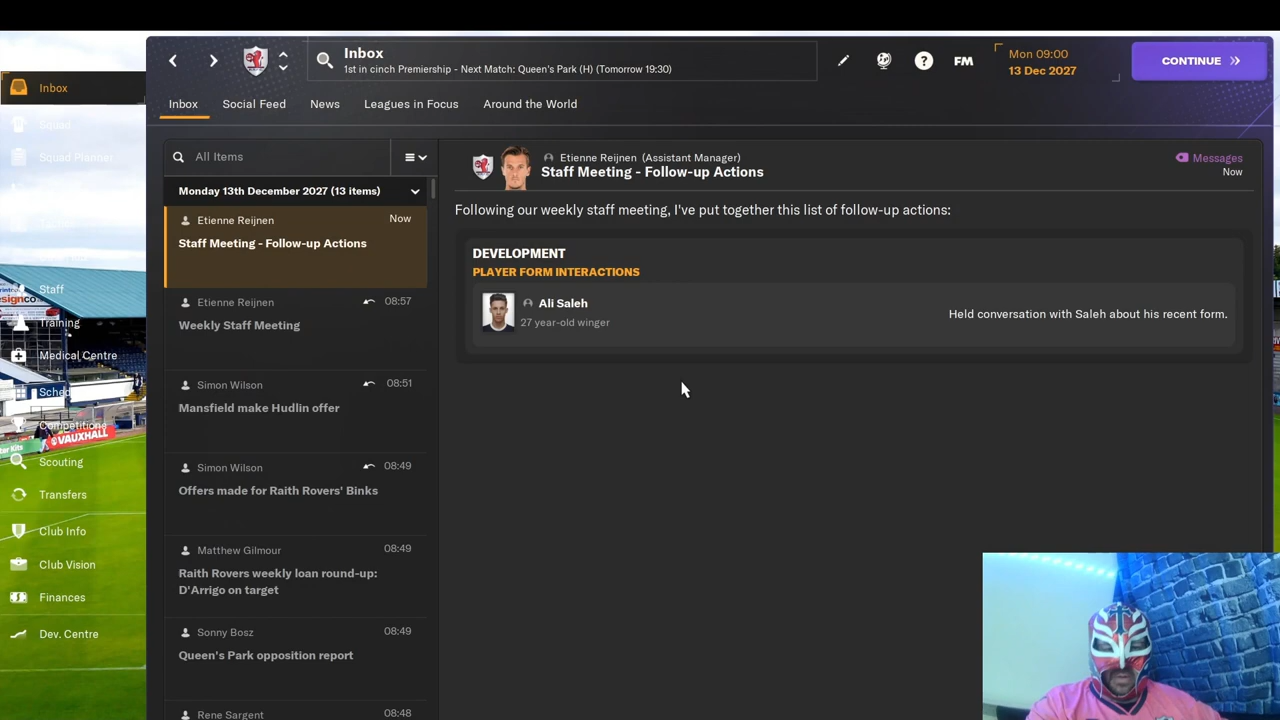 Inbox
1st in cinch Premiership - Next Match: Queen's Park (H) (Tomorrow 19:30)
FM
Mon 09:00
13 Dec 2027
CONTINUE
Inbox
Social Feed
News
Leagues in Focus
Around the World
Inbox
Squad
Squad Planner
Staff
Training
Medical Centre
Sched
Competitions
Scouting
Transfers
Club Info
Club Vision
Finances
Dev. Centre
VAUXHALL
All Items
Monday 13th December 2027 (13 items)
Etienne Reijnen
Now
Staff Meeting - Follow-up Actions
Etienne Reijnen
08:57
Weekly Staff Meeting
Simon Wilson
08:51
Mansfield make Hudlin offer
Simon Wilson
08:49
Offers made for Raith Rovers' Binks
Matthew Gilmour
08:49
Raith Rovers weekly loan round-up:
D'Arrigo on target
Sonny Bosz
08:49
Queen's Park opposition report
Rene Sargent
08:48
Etienne Reijnen (Assistant Manager)
Staff Meeting - Follow-up Actions
Messages
Now
Following our weekly staff meeting, I've put together this list of follow-up actions:
DEVELOPMENT
PLAYER FORM INTERACTIONS
Ali Saleh
27 year-old winger
Held conversation with Saleh about his recent form.